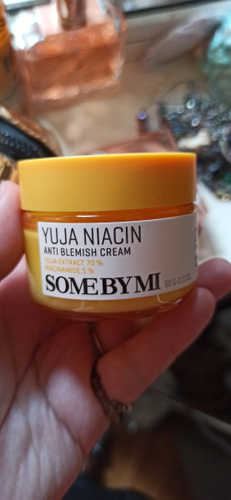 YUJA NIACIN
ANTI BLEMISH CREAM
YUJA EXTRACT 70 %
NIACINAMIDE 5 %
SOME BY MI